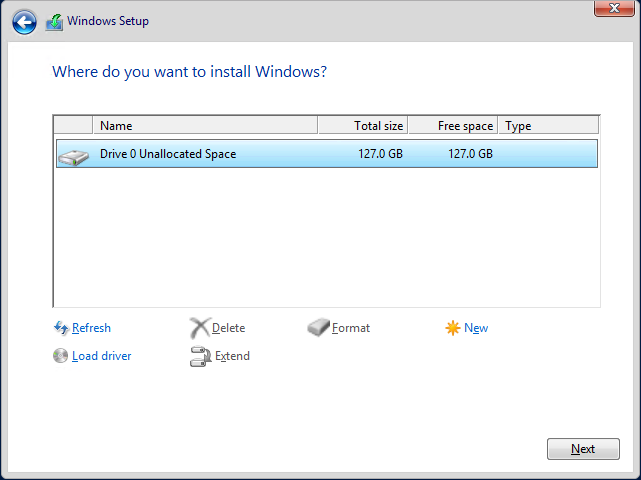 Windows Setup
Where do you want to install Windows?
Name Total size Free space Type
Drive 0 Unallocated Space 127.0 GB 127.0 GB
Refresh Delete Format New
Load driver Extend
Next